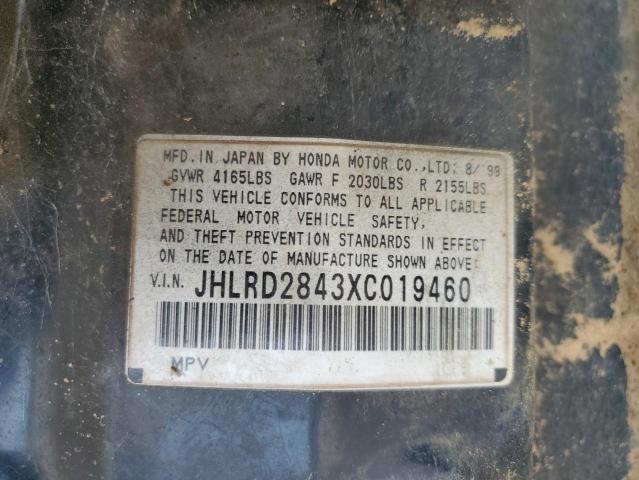 MFD. IN JAPAN BY HONDA MOTOR CO.,LTD: 8/'99
GVWR 4165LBS GAWR F 2030LBS R 2155LBS
THIS VEHICLE CONFORMS TO ALL APPLICABLE
FEDERAL MOTOR VEHICLE SAFETY,
AND THEFT PREVENTION STANDARDS IN EFFECT
ON THE DATE OF MANUFACTURE SHOWN ABOVE:
V.I.N. JHLRD2843XC019460
MPV